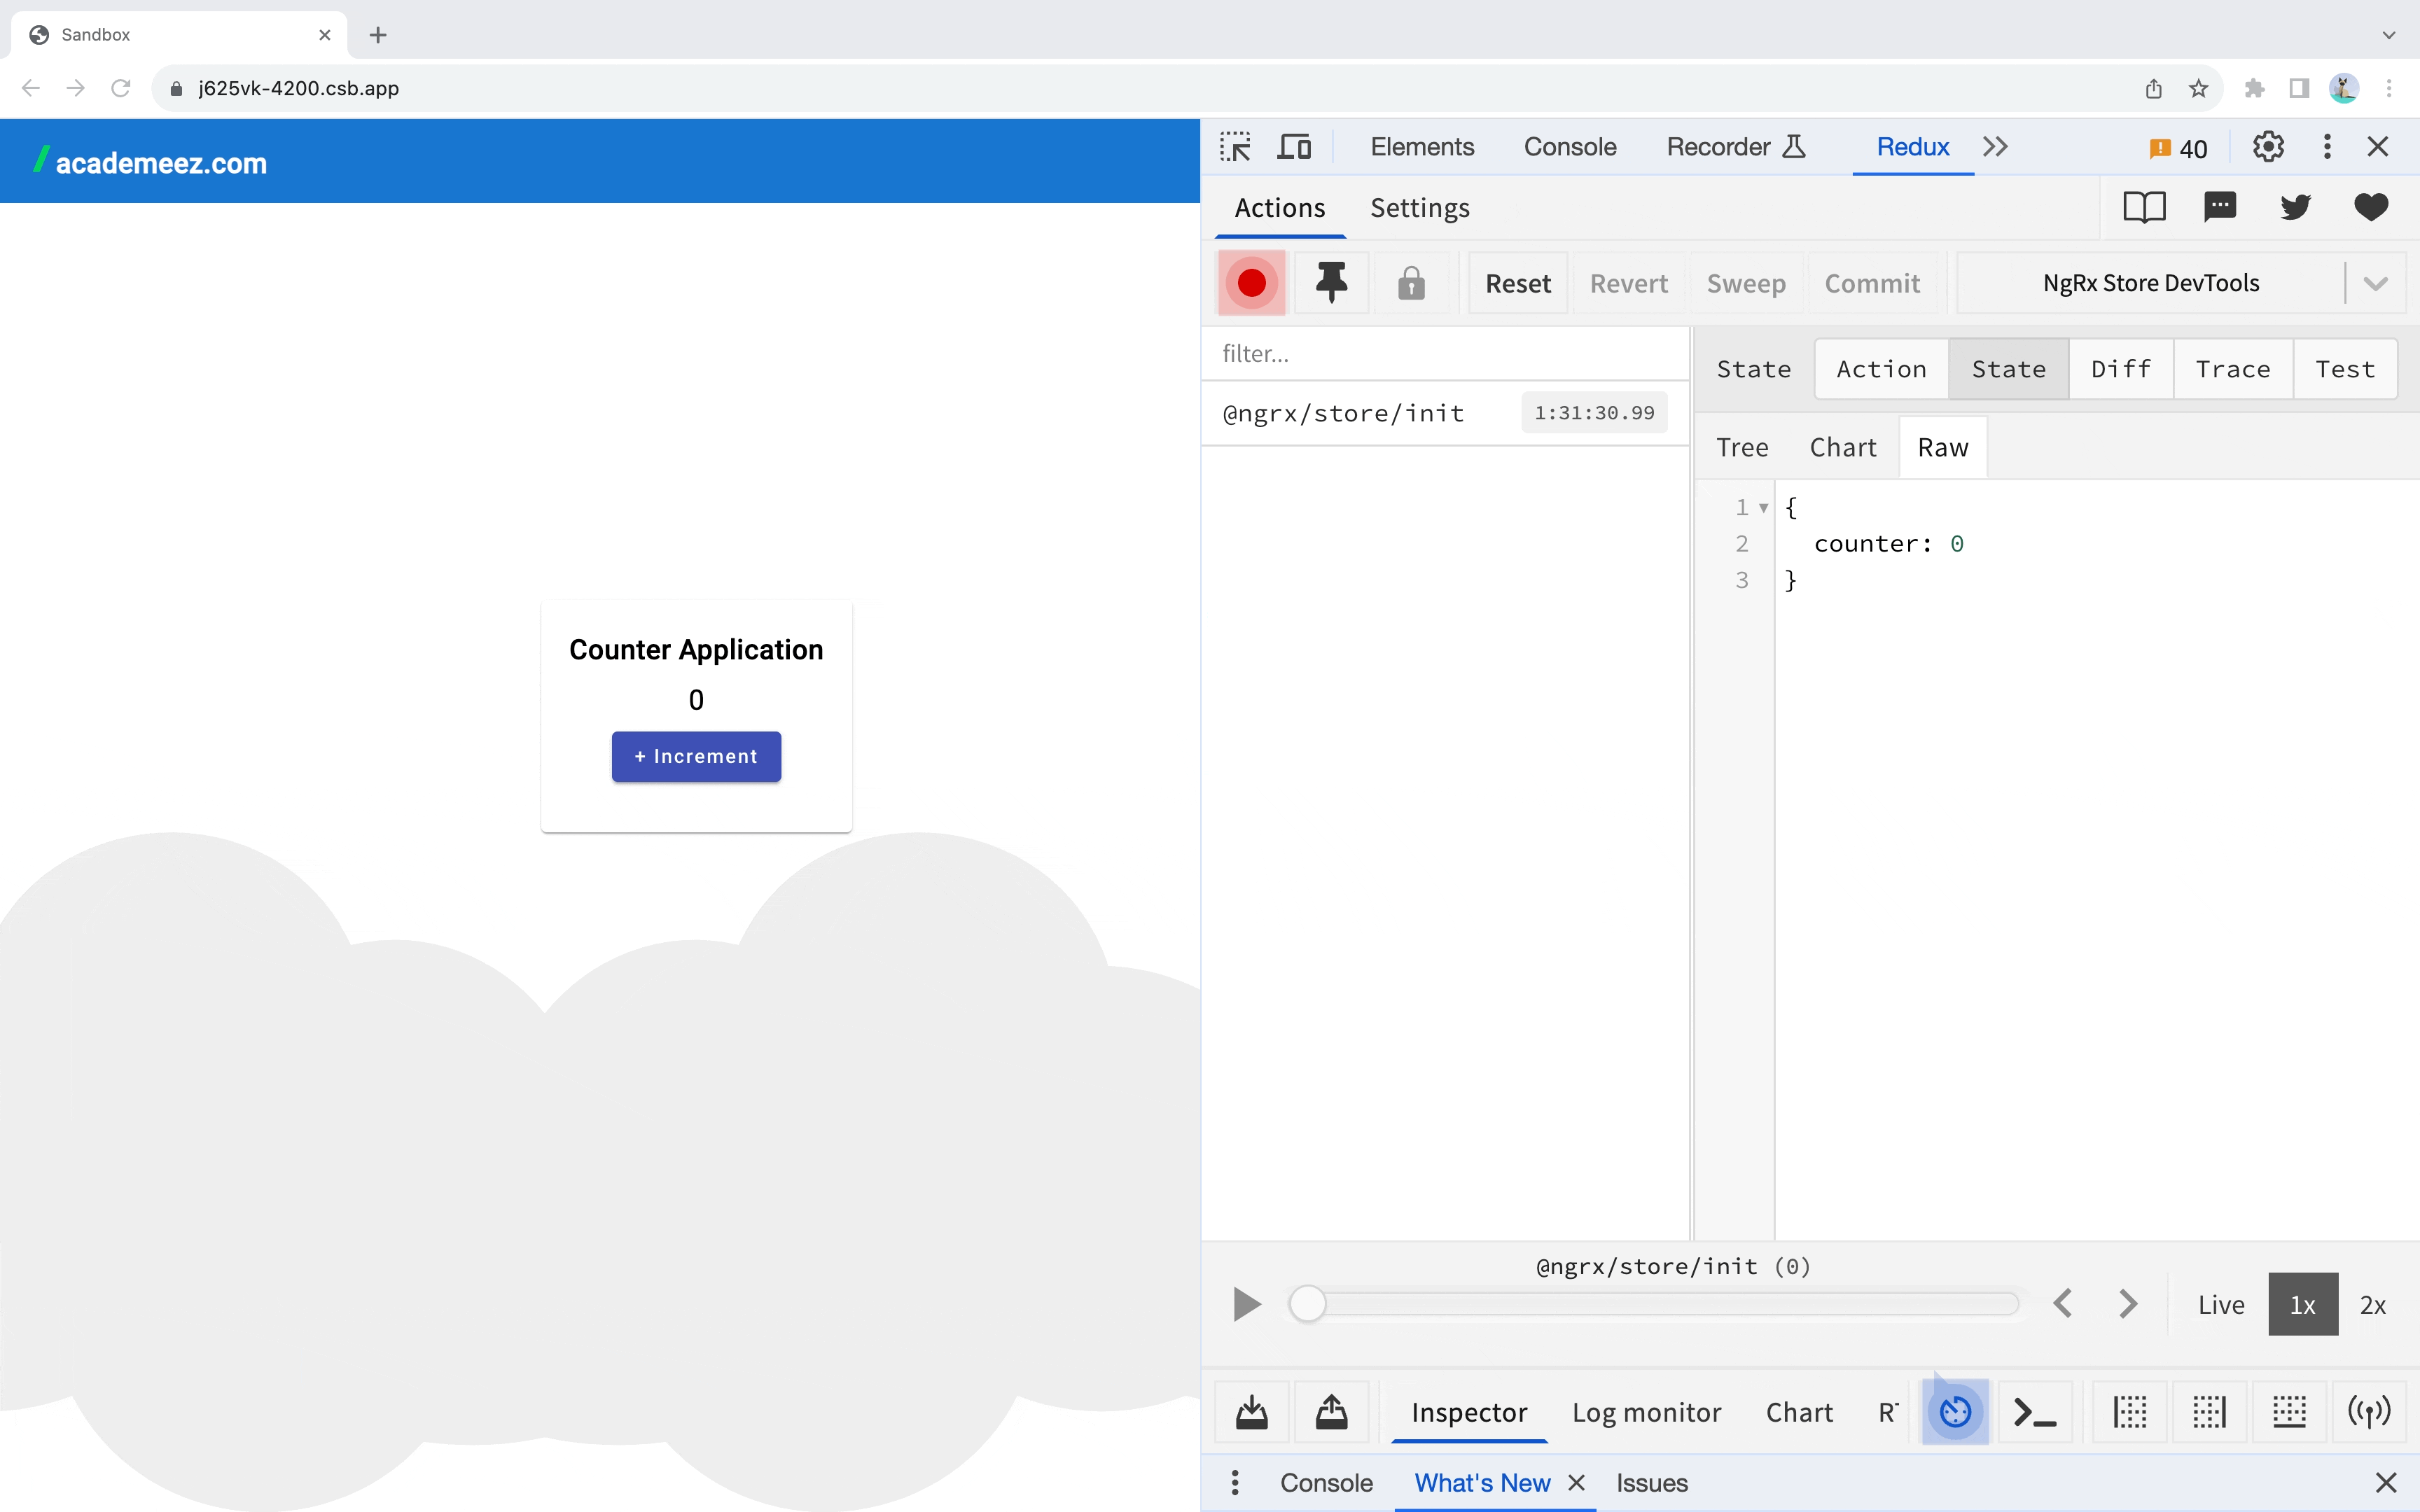 Sandbox
j625vk-4200.csb.app
academeez.com
Counter Application
0
+ Increment
Elements Console Recorder Redux 40
Actions Settings
Reset Revert Sweep Commit NgRx Store DevTools
filter...
@ngrx/store/init 1:31:30.99
State Action State Diff Trace Test
Tree Chart Raw
1 {
2 counter: 0
3 }
@ngrx/store/init (0)
Live 1x 2x
Inspector Log monitor Chart
Console What's New Issues